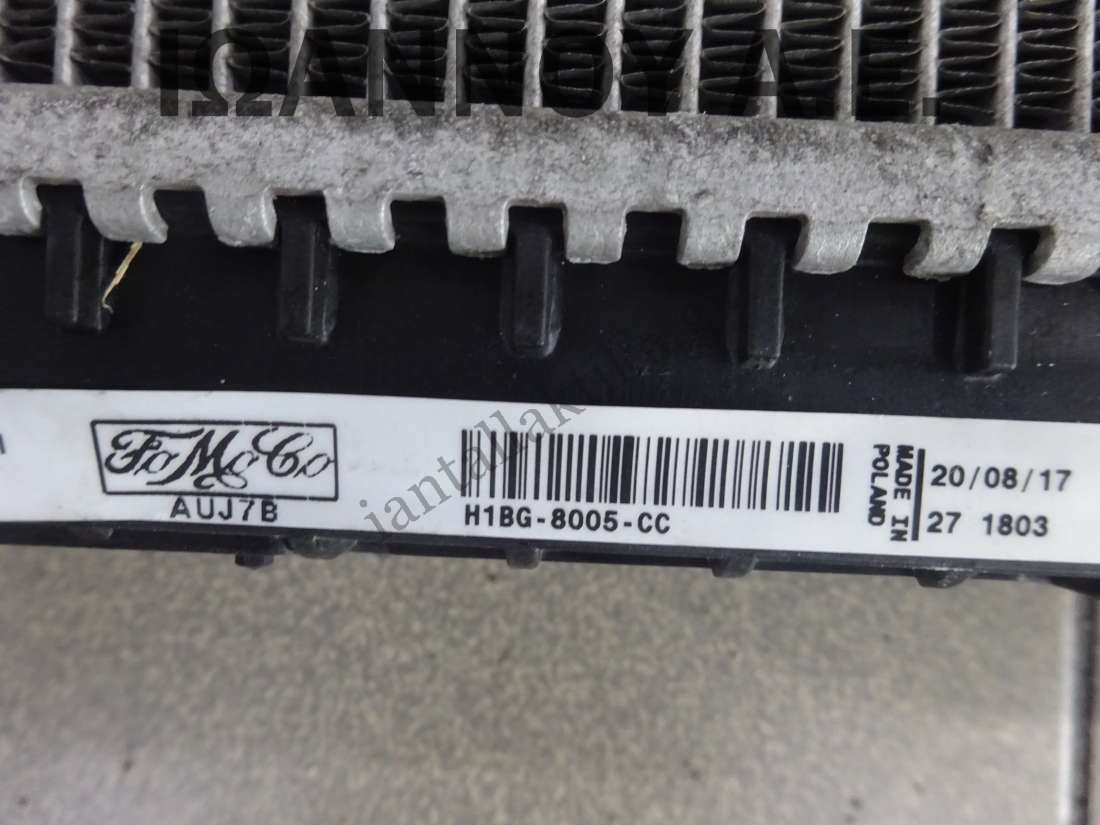 ΙΩΑΝΝΟΥ Α.Ε.
FoMoCo
AUJ7B
H1BG-8005-CC
MADE IN
POLAND
20/08/17
27 1803